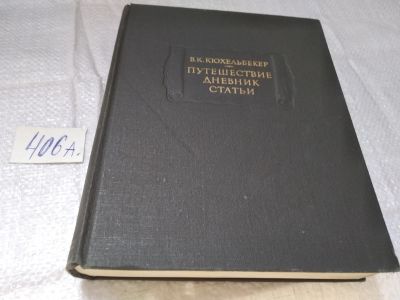 В.К.КЮХЕЛЬБЕКЕР
ПУТЕШЕСТВИЕ
ДНЕВНИК
СТАТЬИ
406А.